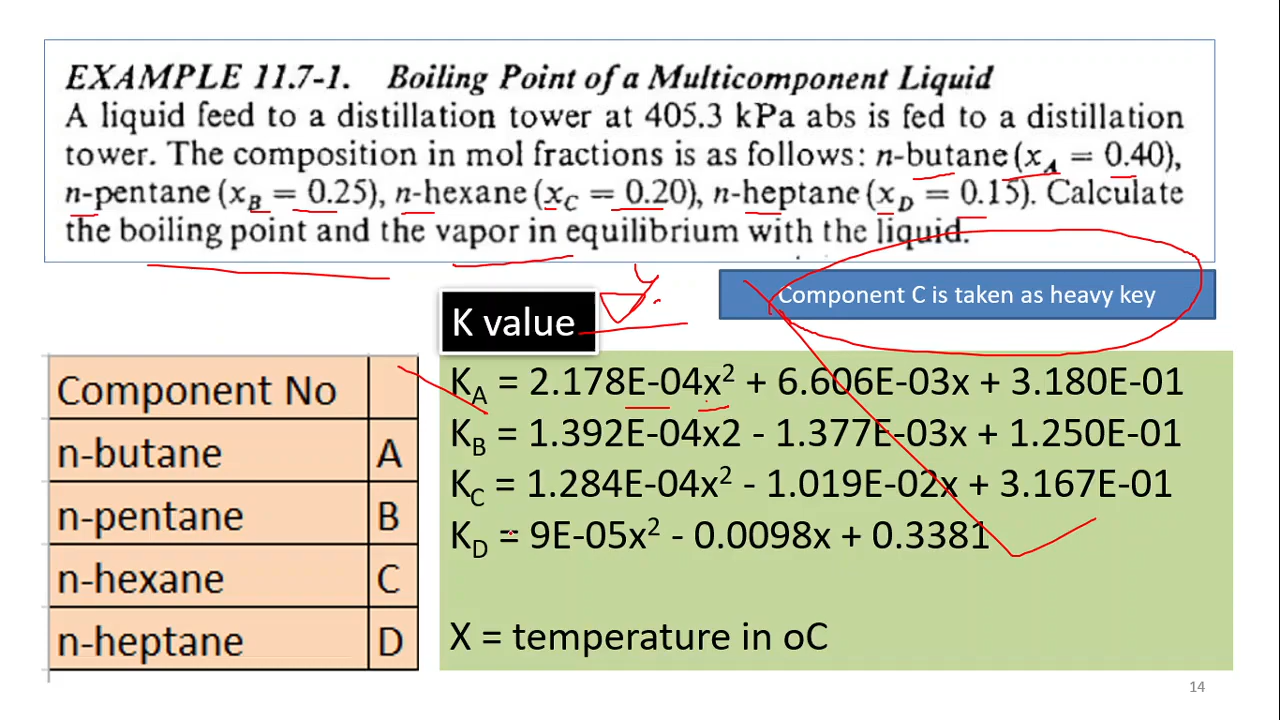 EXAMPLE 11.7-1. Boiling Point of a Multicomponent Liquid
A liquid feed to a distillation tower at 405.3 kPa abs is fed to a distillation
tower. The composition in mol fractions is as follows: n-butane (xA = 0.40),
n-pentane (xB = 0.25), n-hexane (xC = 0.20), n-heptane (xD = 0.15). Calculate
the boiling point and the vapor in equilibrium with the liquid.
Component C is taken as heavy key
K value
Component No
n-butane A
n-pentane B
n-hexane C
n-heptane D
KA = 2.178E-04x² + 6.606E-03x + 3.180E-01
KB = 1.392E-04x2 - 1.377E-03x + 1.250E-01
KC = 1.284E-04x² - 1.019E-02x + 3.167E-01
KD = 9E-05x² - 0.0098x + 0.3381
X = temperature in oC
14